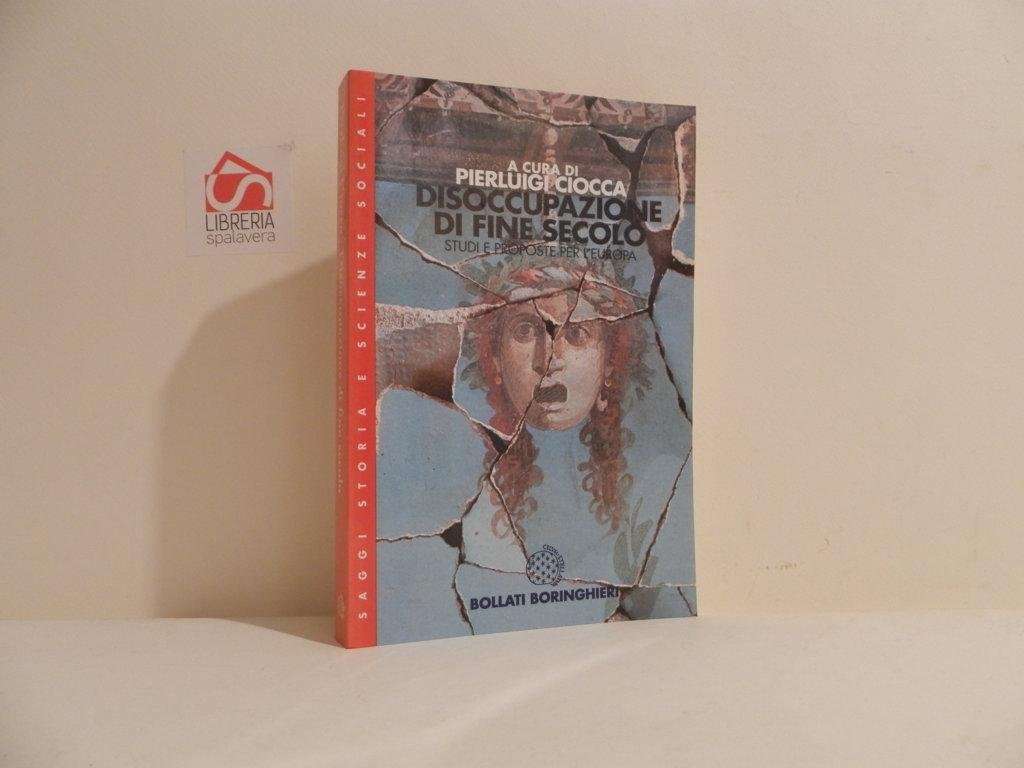 LIBRERIA
spalavera
SAGGI STORIA E SCIENZE SOCIALI
A CURA DI
PIERLUIGI CIOCCA
DISOCCUPAZIONE
DI FINE SECOLO
STUDI E PROPOSTE PER L'EUROPA
BOLLATI BORINGHIERI